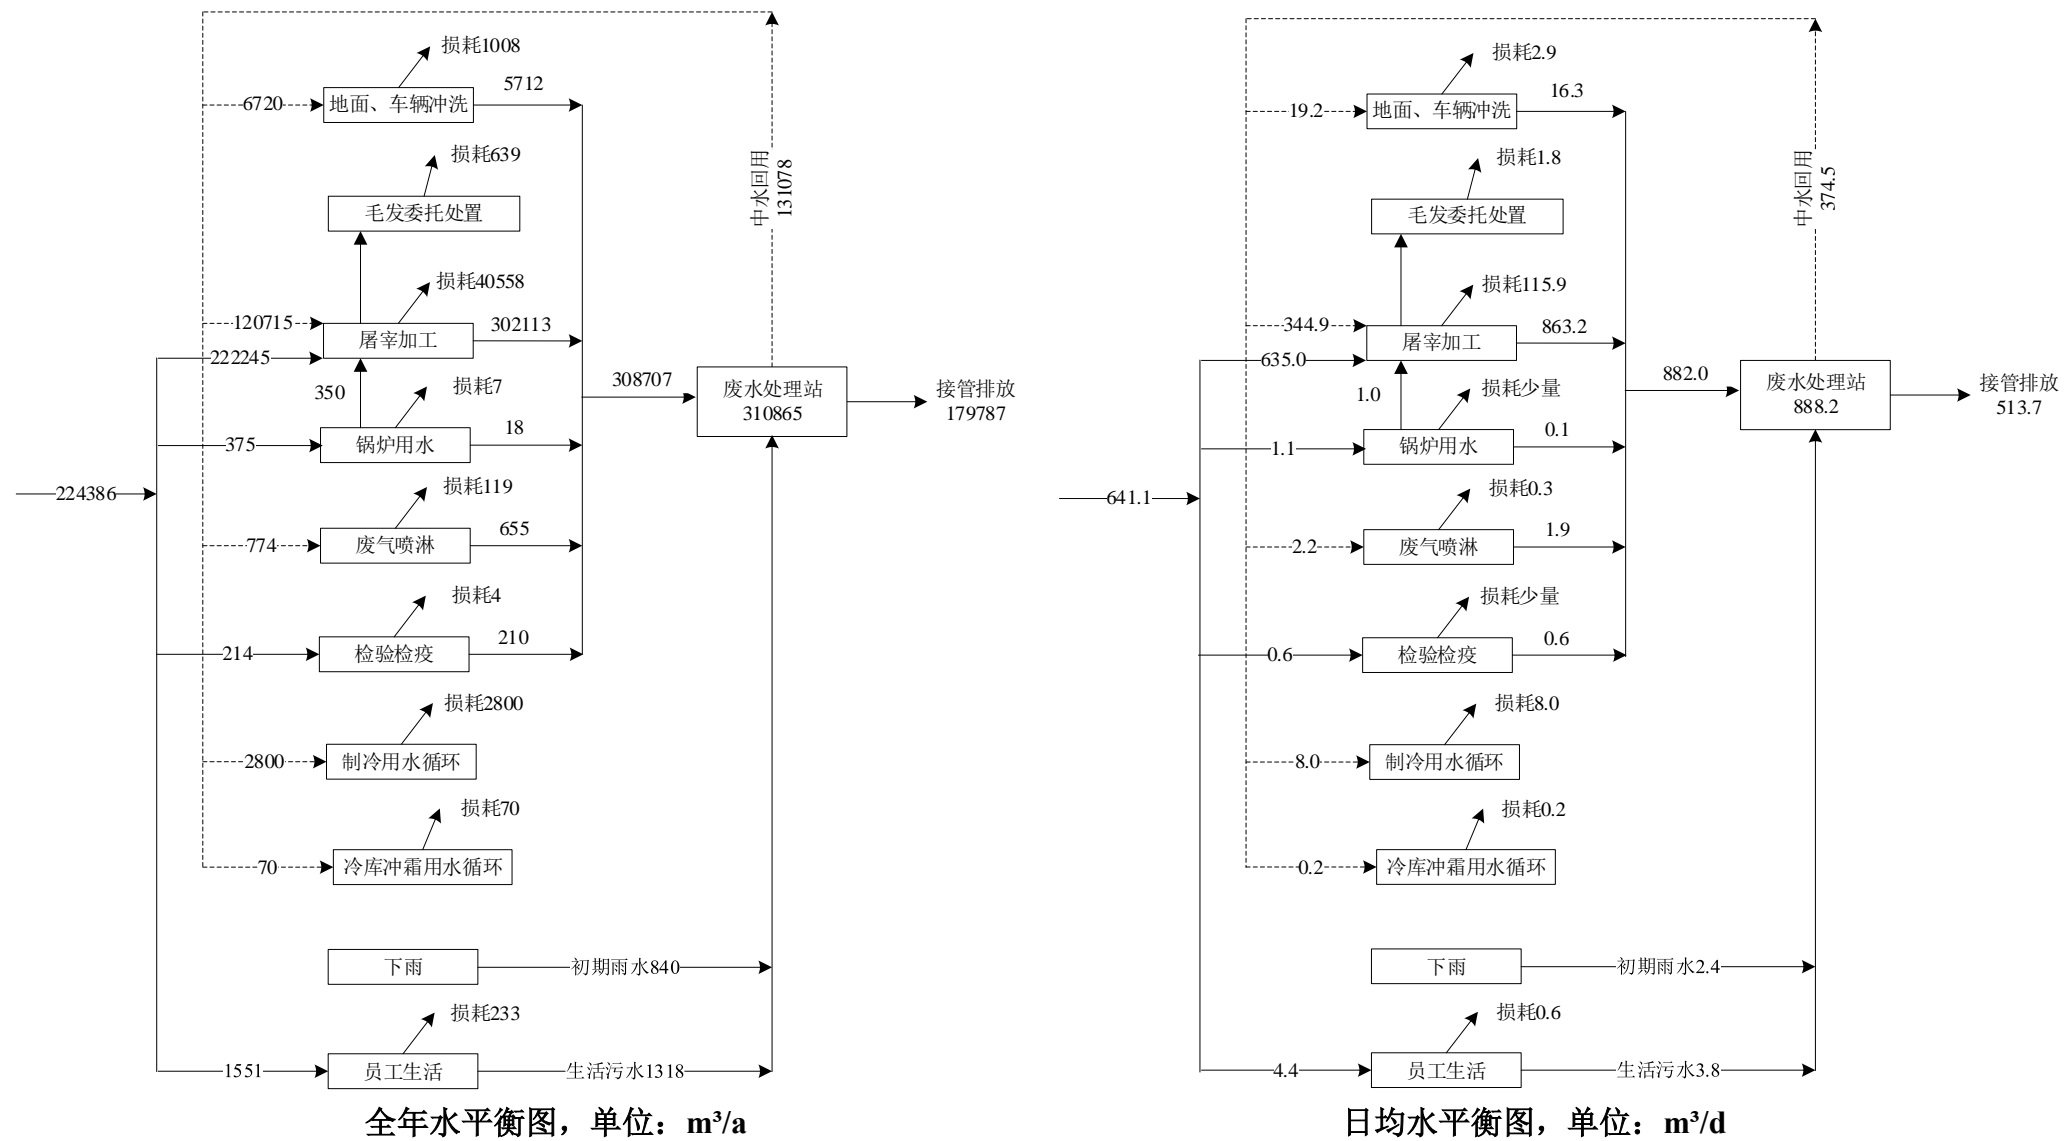 损耗1008
5712
6720
地面、车辆冲洗
损耗639
毛发委托处置
中水回用
131078
损耗40558
120715
302113
屠宰加工
222245
350
损耗7
308707
废水处理站
310865
接管排放
179787
18
375
锅炉用水
224386
损耗119
655
774
废气喷淋
损耗4
210
214
检验检疫
损耗2800
2800
制冷用水循环
损耗70
70
冷库冲霜用水循环
下雨
初期雨水840
损耗233
1551
员工生活
生活污水1318
全年水平衡图，单位：m³/a
损耗2.9
16.3
19.2
地面、车辆冲洗
损耗1.8
毛发委托处置
中水回用
374.5
损耗115.9
344.9
863.2
屠宰加工
635.0
1.0
损耗少量
882.0
废水处理站
888.2
接管排放
513.7
0.1
1.1
锅炉用水
641.1
损耗0.3
1.9
2.2
废气喷淋
损耗少量
0.6
0.6
检验检疫
损耗8.0
8.0
制冷用水循环
损耗0.2
0.2
冷库冲霜用水循环
下雨
初期雨水2.4
损耗0.6
4.4
员工生活
生活污水3.8
日均水平衡图，单位：m³/d